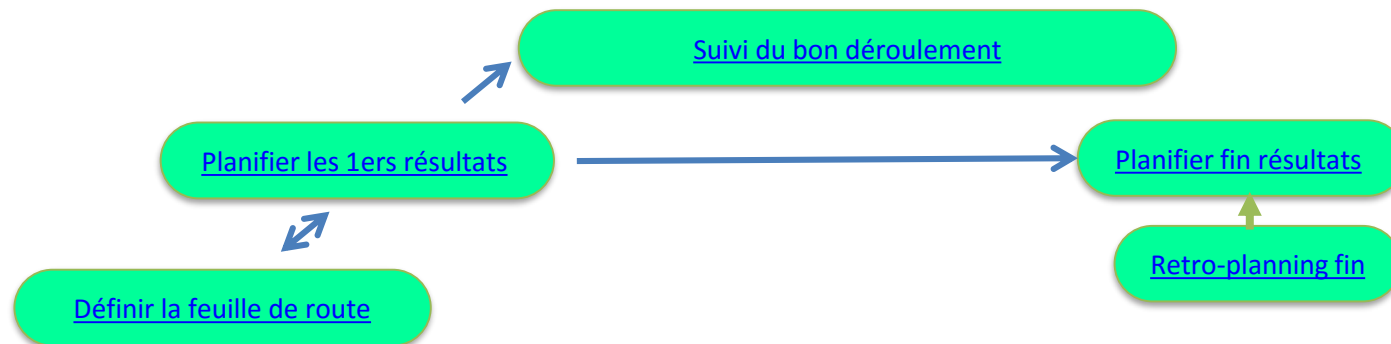 Suivi du bon déroulement
Planifier les 1ers résultats
Planifier fin résultats
Retro-planning fin
Définir la feuille de route